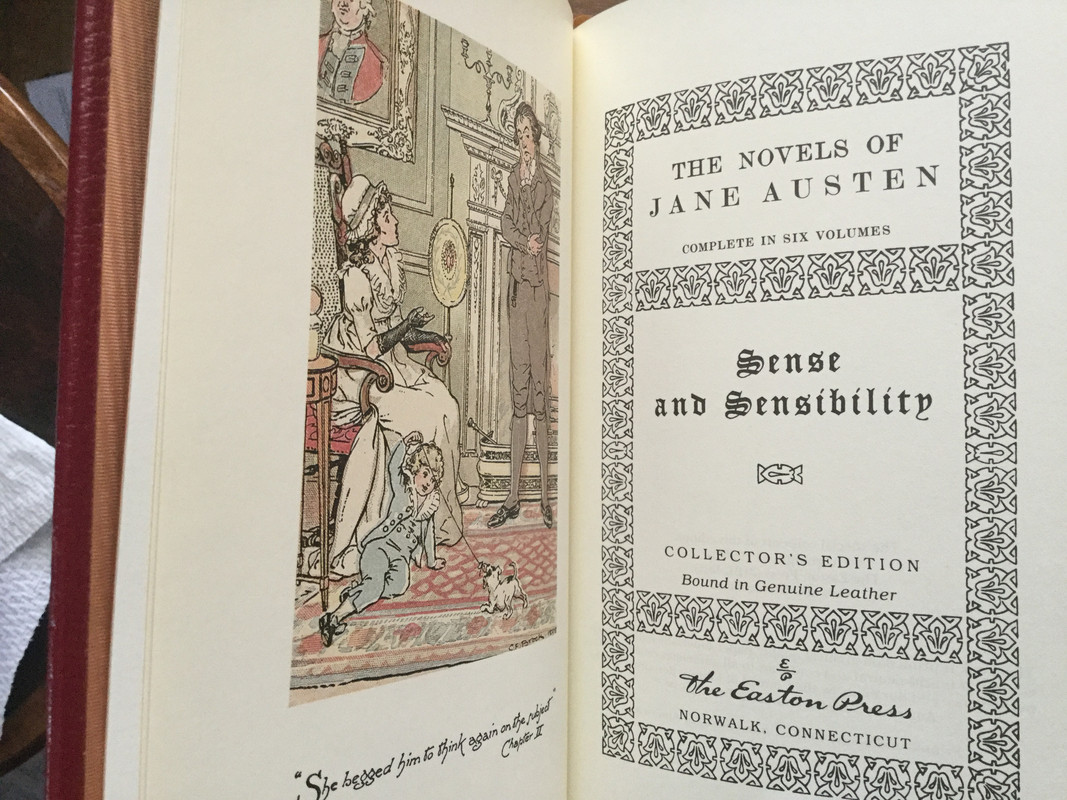 "She begged him to think again on the subject"
Chapter II
THE NOVELS OF
JANE AUSTEN
COMPLETE IN SIX VOLUMES
Sense
and Sensibility
COLLECTOR'S EDITION
Bound in Genuine Leather
E
P
The Easton Press
NORWALK, CONNECTICUT